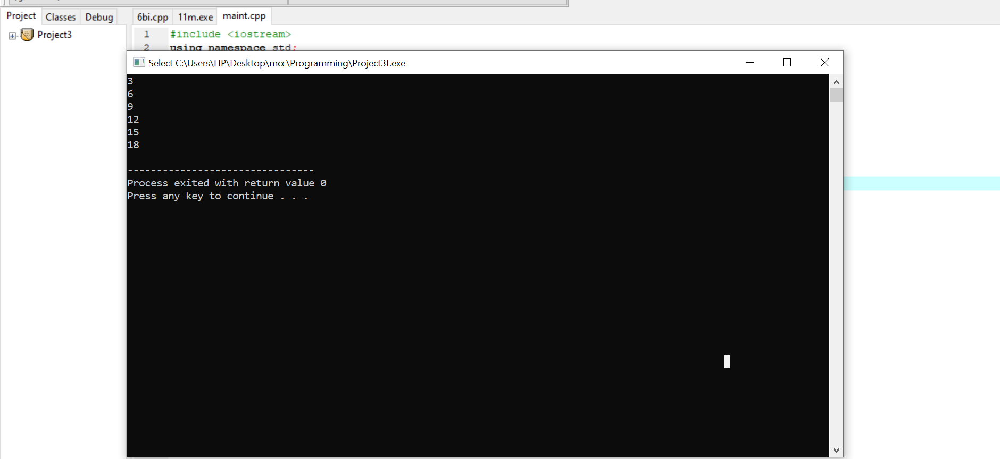 Project Classes Debug
6bi.cpp 11m.exe maint.cpp
Project3
1 #include <iostream>
2 using namespace std;
Select C:\Users\HP\Desktop\mcc\Programming\Project3t.exe
3
6
9
12
15
18
--------------------------------
Process exited with return value 0
Press any key to continue . . .